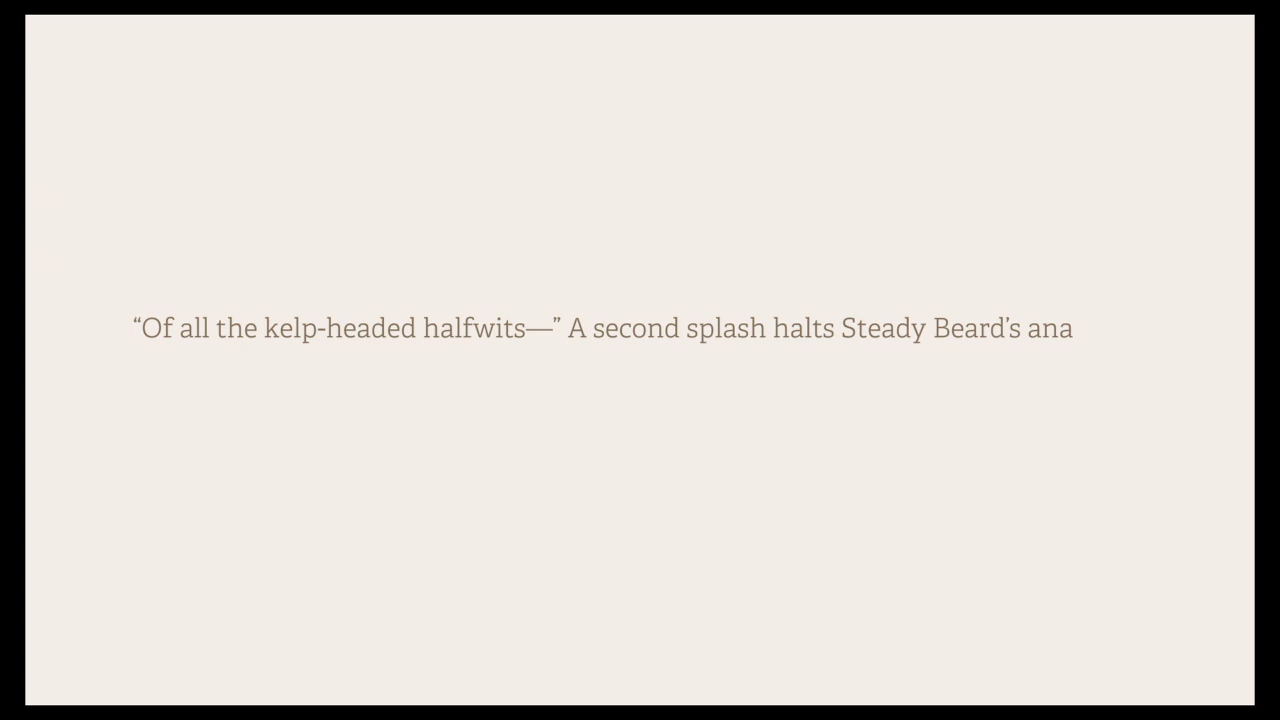 “Of all the kelp-headed halfwits—” A second splash halts Steady Beard’s ana